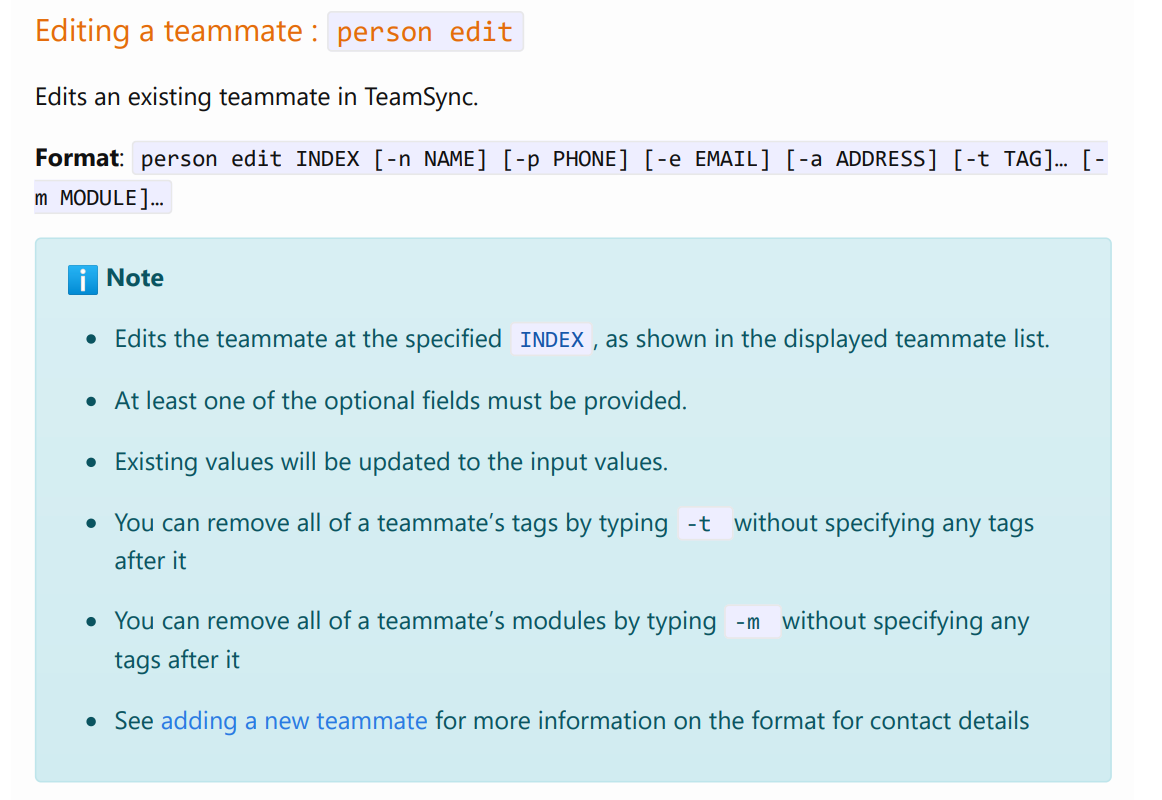 Editing a teammate : person edit
Edits an existing teammate in TeamSync.
Format: person edit INDEX [-n NAME] [-p PHONE] [-e EMAIL] [-a ADDRESS] [-t TAG]… [-
m MODULE]…
Note
• Edits the teammate at the specified INDEX, as shown in the displayed teammate list.
• At least one of the optional fields must be provided.
• Existing values will be updated to the input values.
• You can remove all of a teammate’s tags by typing -t without specifying any tags
after it
• You can remove all of a teammate’s modules by typing -m without specifying any
tags after it
• See adding a new teammate for more information on the format for contact details